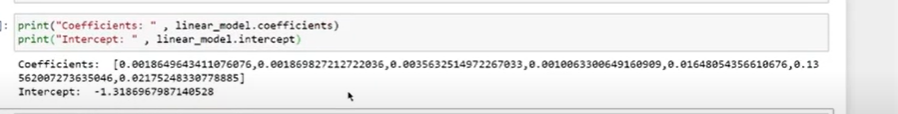 ]: print("Coefficients: " , linear_model.coefficients)
print("Intercept: " , linear_model.intercept)
Coefficients:  [0.0018649643411076076,0.001869827212722036,0.0035632514972267033,0.0010063300649160909,0.01648054356610676,0.13
562007273635046,0.02175248330778885]
Intercept:  -1.3186967987140528